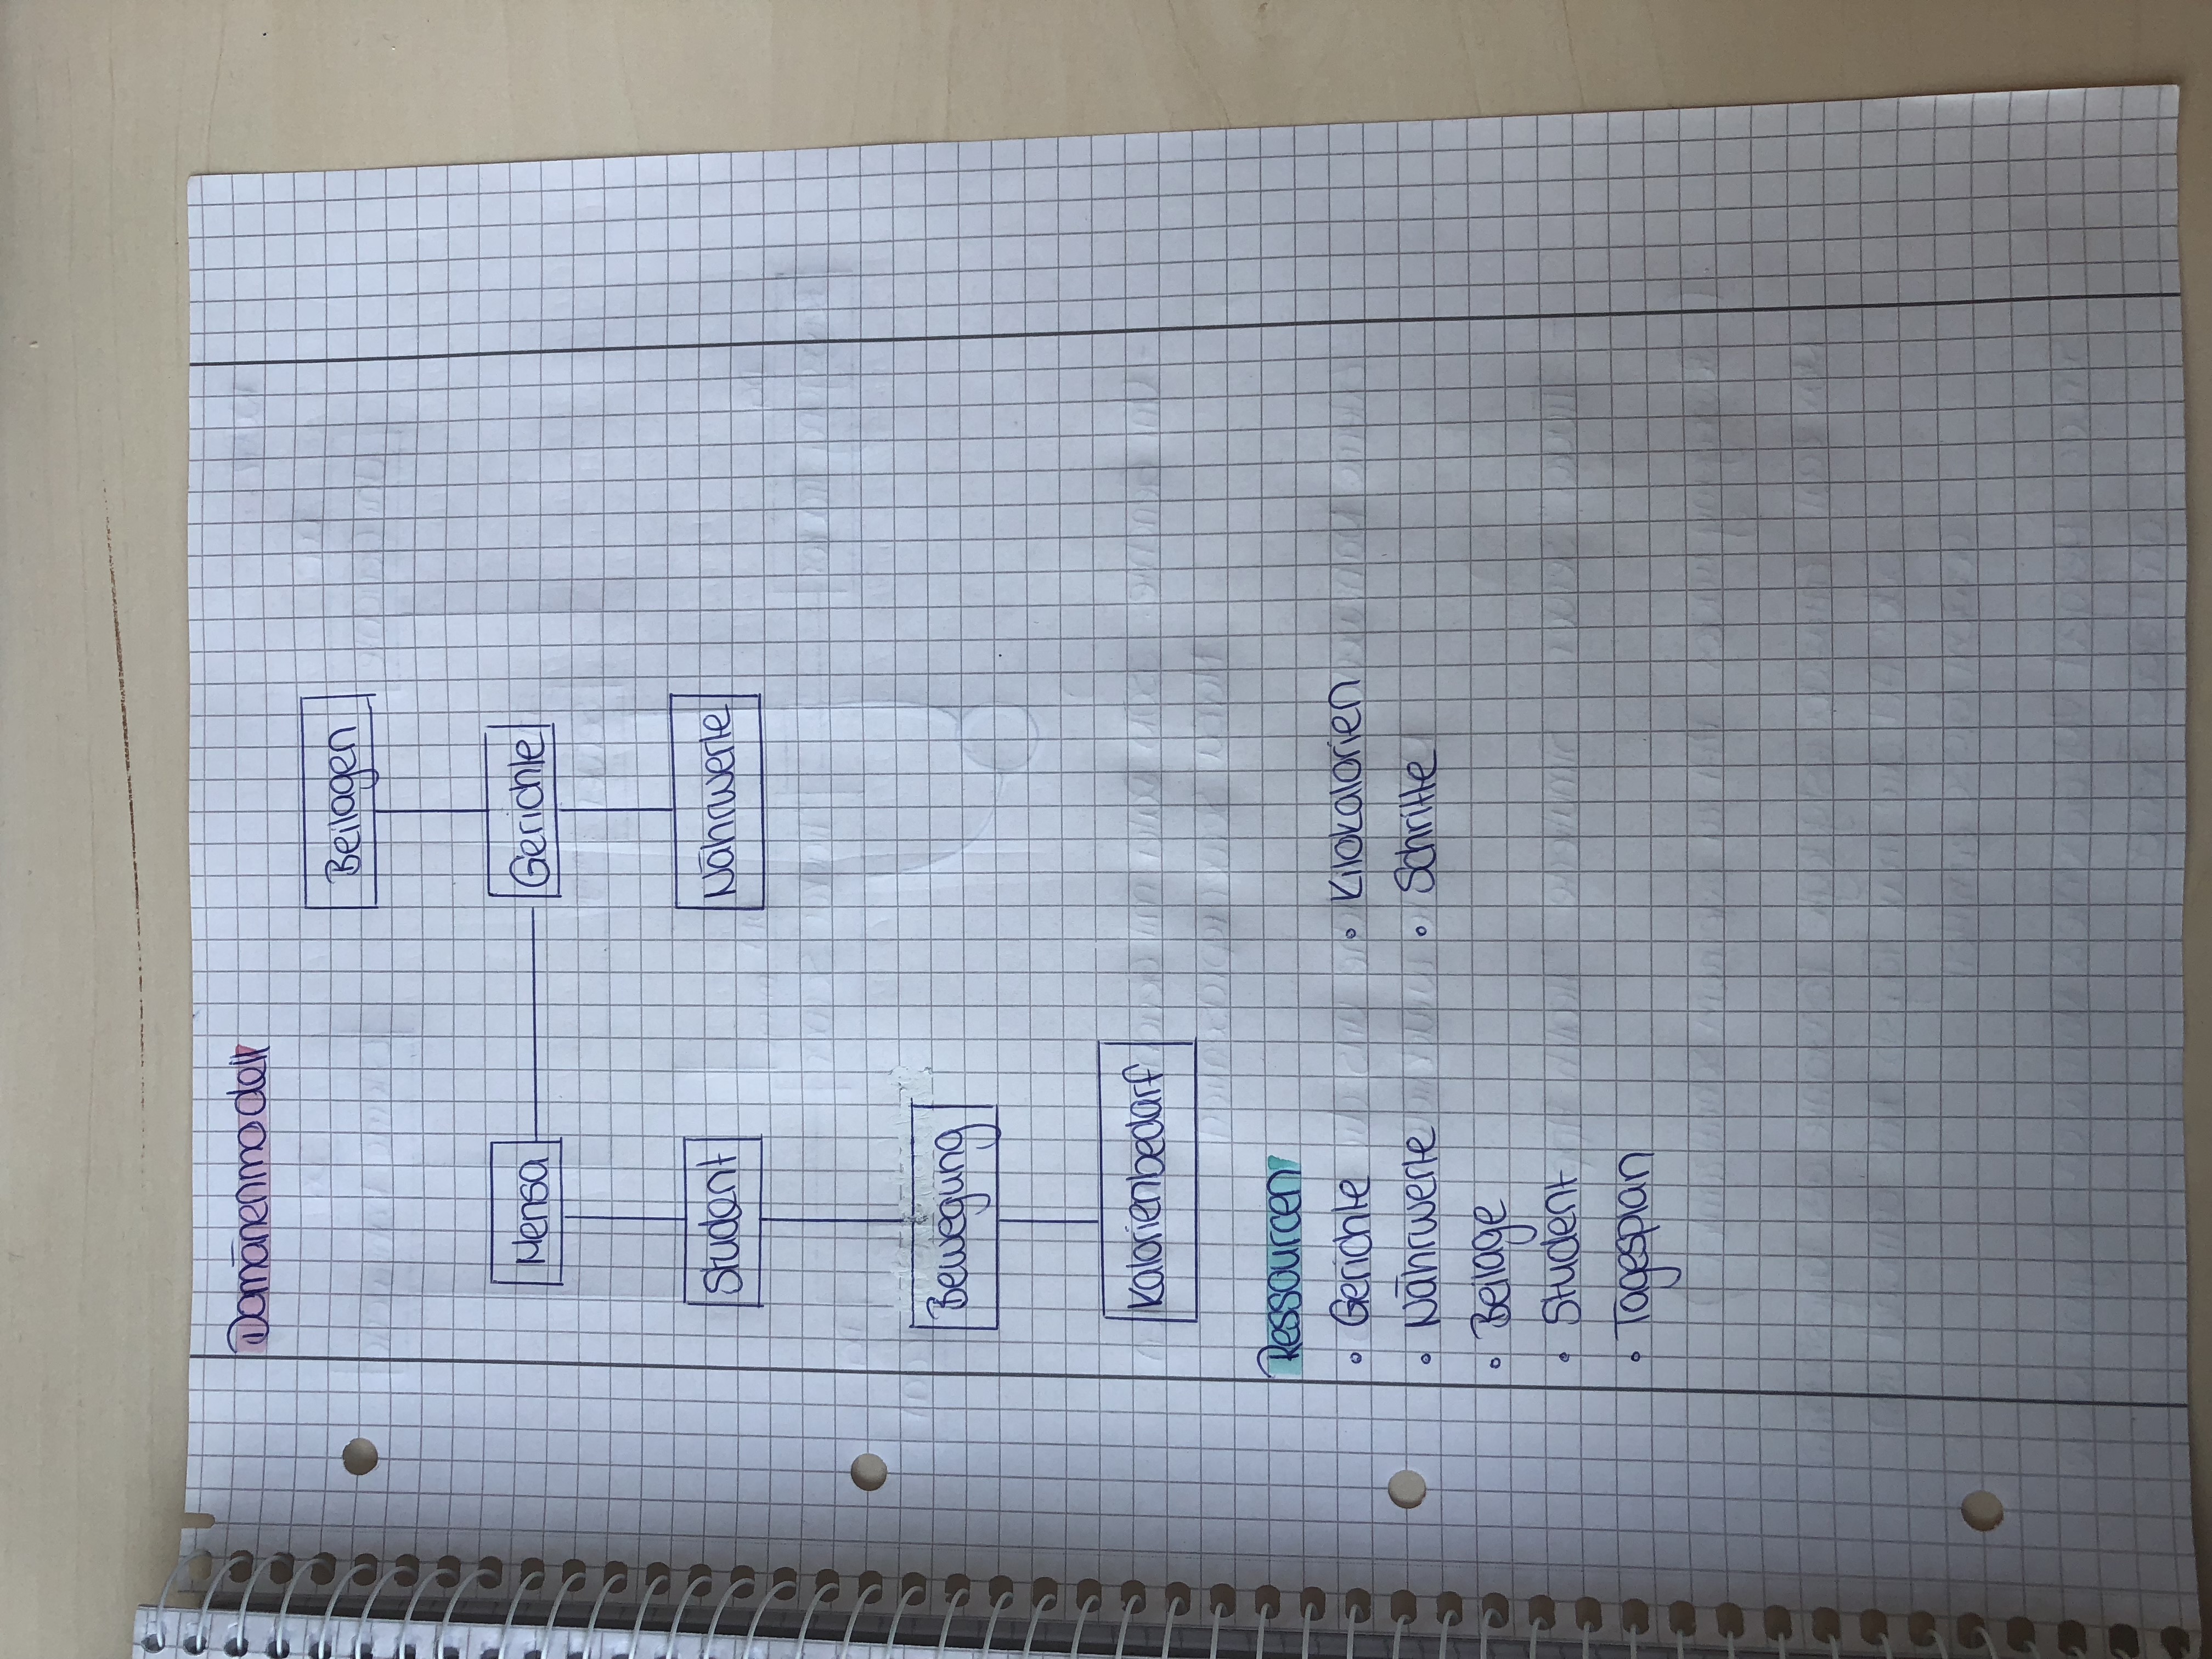 Domänenmodell
Beilagen
Mensa
Gerichte
Student
Nährwerte
Bewegung
Kalorienbedarf
Ressourcen
• Gerichte
• Kilokalorien
• Nährwerte
• Schritte
• Beilage
• Student
• Tagesplan